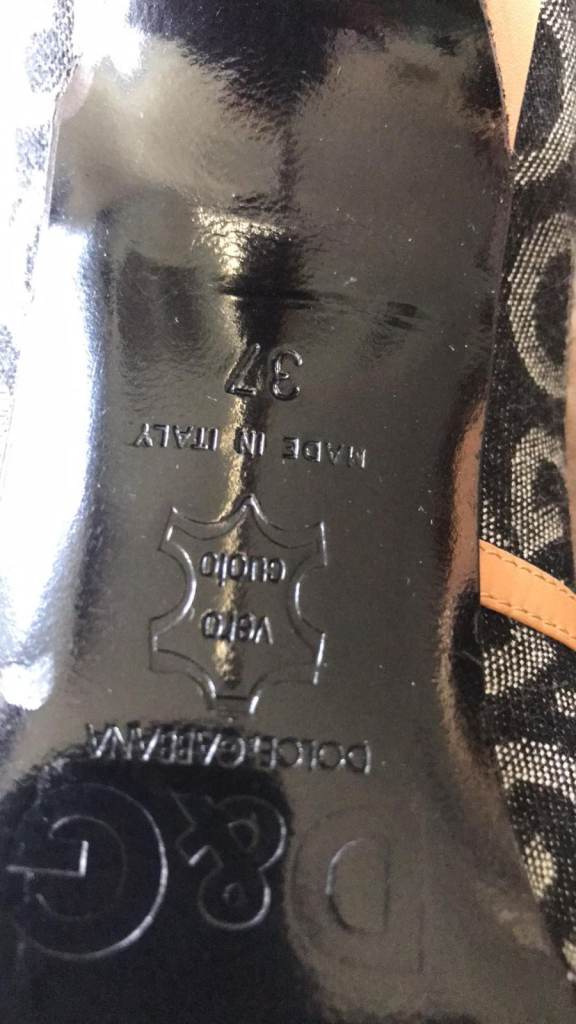 D&G
DOLCE&GABBANA
vero
cuoio
MADE IN ITALY
37